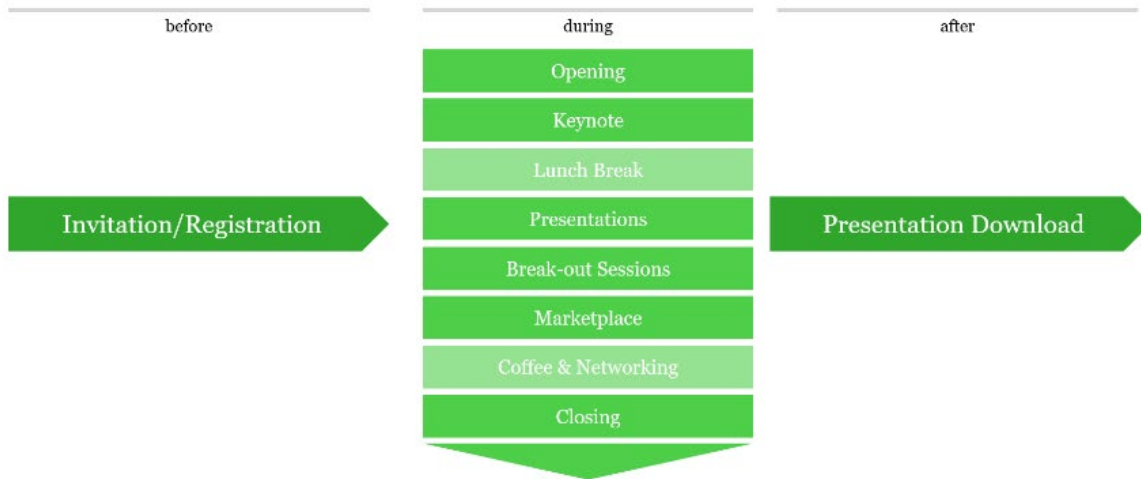 before
during
after
Opening
Keynote
Lunch Break
Presentations
Break-out Sessions
Marketplace
Coffee & Networking
Closing
Invitation/Registration
Presentation Download